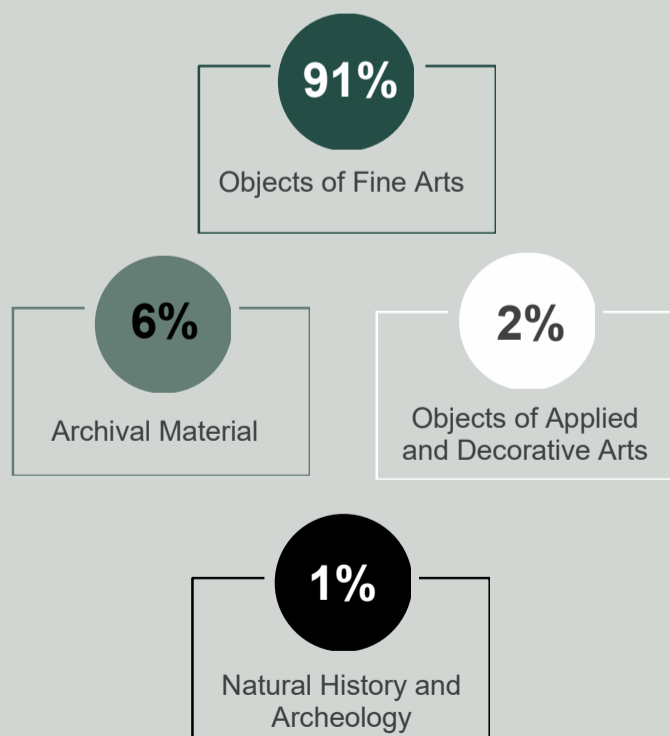 91%
Objects of Fine Arts
6%
Archival Material
2%
Objects of Applied
and Decorative Arts
1%
Natural History and
Archeology